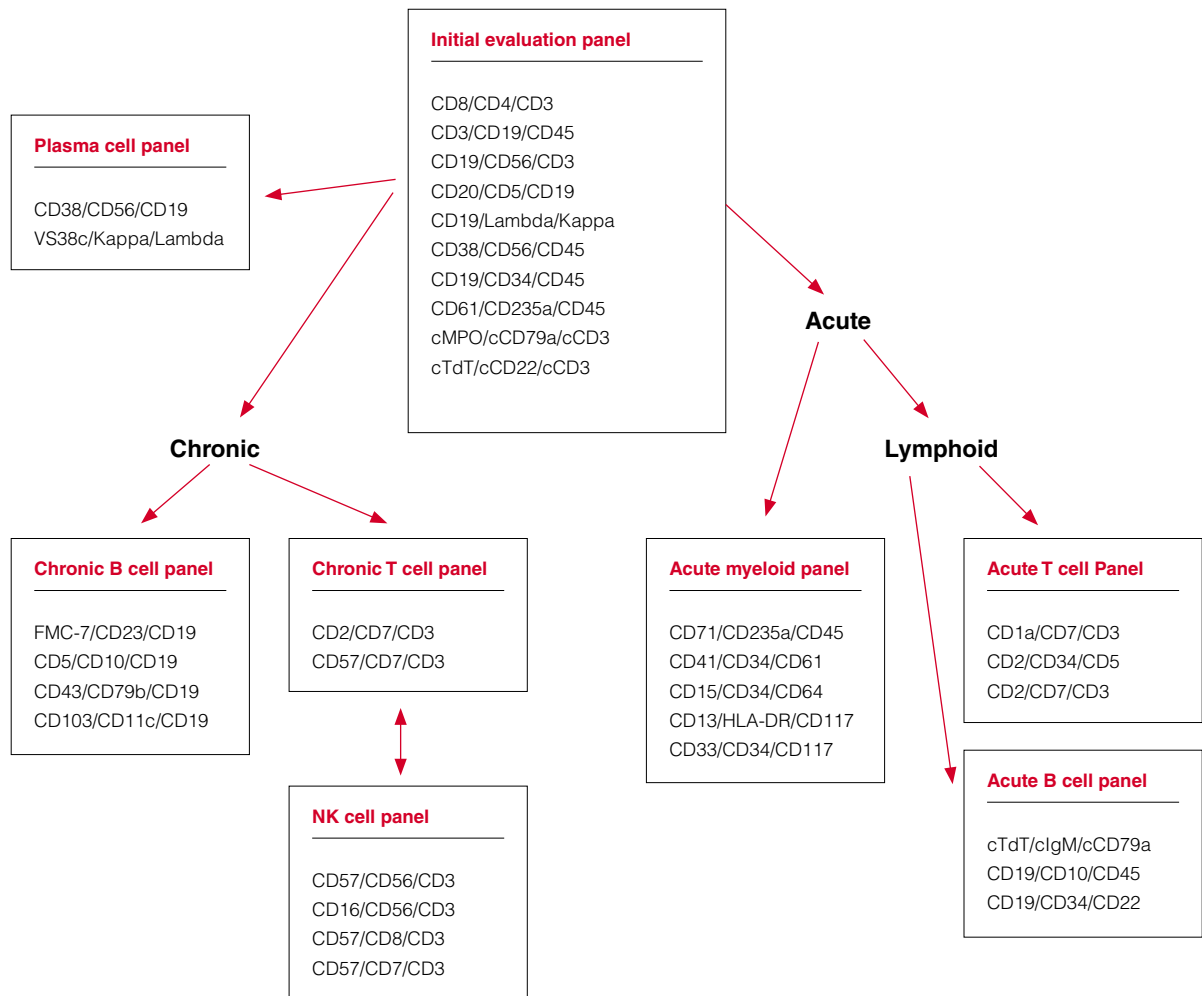 Initial evaluation panel
CD8/CD4/CD3
CD3/CD19/CD45
CD19/CD56/CD3
CD20/CD5/CD19
CD19/Lambda/Kappa
CD38/CD56/CD45
CD19/CD34/CD45
CD61/CD235a/CD45
cMPO/cCD79a/cCD3
cTdT/cCD22/cCD3
Plasma cell panel
CD38/CD56/CD19
VS38c/Kappa/Lambda
Acute
Chronic
Lymphoid
Chronic B cell panel
FMC-7/CD23/CD19
CD5/CD10/CD19
CD43/CD79b/CD19
CD103/CD11c/CD19
Chronic T cell panel
CD2/CD7/CD3
CD57/CD7/CD3
Acute myeloid panel
CD71/CD235a/CD45
CD41/CD34/CD61
CD15/CD34/CD64
CD13/HLA-DR/CD117
CD33/CD34/CD117
Acute T cell Panel
CD1a/CD7/CD3
CD2/CD34/CD5
CD2/CD7/CD3
Acute B cell panel
cTdT/cIgM/cCD79a
CD19/CD10/CD45
CD19/CD34/CD22
NK cell panel
CD57/CD56/CD3
CD16/CD56/CD3
CD57/CD8/CD3
CD57/CD7/CD3